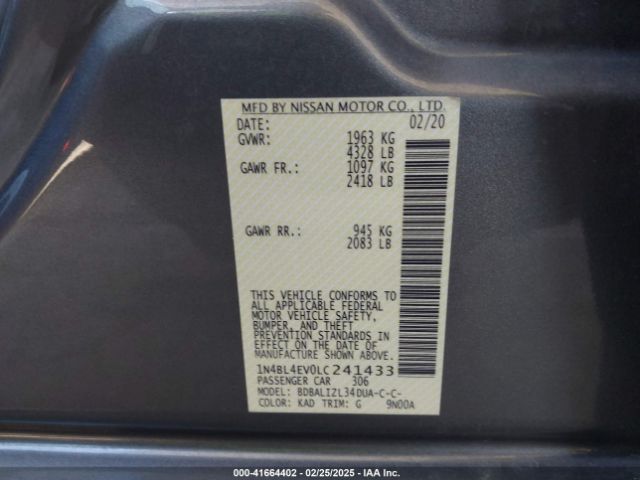 MFD BY NISSAN MOTOR CO., LTD.
DATE: 02/20
GVWR: 1963 KG
4328 LB
GAWR FR.: 1097 KG
2418 LB
GAWR RR.: 945 KG
2083 LB
THIS VEHICLE CONFORMS TO
ALL APPLICABLE FEDERAL
MOTOR VEHICLE SAFETY,
BUMPER, AND THEFT
PREVENTION STANDARDS IN
EFFECT ON THE DATE OF
MANUFACTURE SHOWN ABOVE.
1N4BL4EV0LC241433
PASSENGER CAR 306
MODEL: BDBALIZL34DUA-C-C-
COLOR: KAD TRIM: G 9N00A
000-41664402 - 02/25/2025 - IAA Inc.